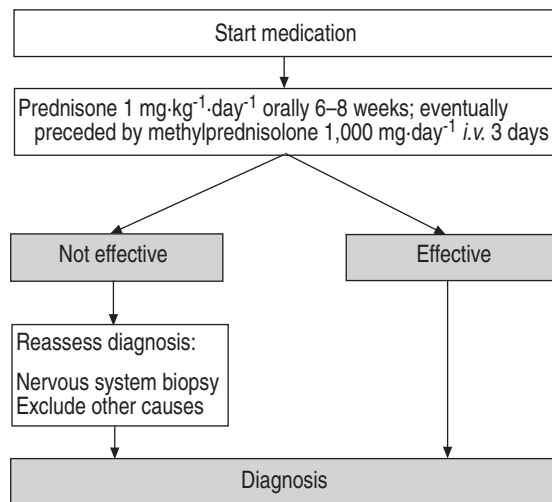 Start medication
Prednisone 1 mg·kg⁻¹·day⁻¹ orally 6–8 weeks; eventually
preceded by methylprednisolone 1,000 mg·day⁻¹ i.v. 3 days
Not effective
Effective
Reassess diagnosis:
Nervous system biopsy
Exclude other causes
Diagnosis